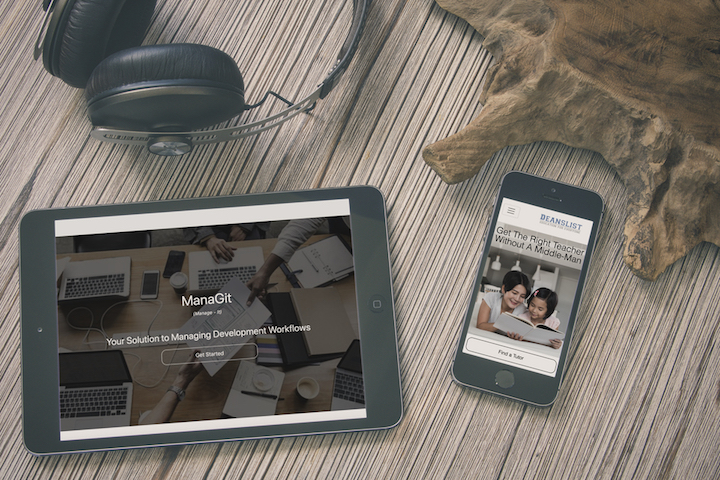 ManaGit
(Manage - it)
Your Solution to Managing Development Workflows
Get Started
BEANSLIST
Get The Right Teacher
Without A Middle-Man
Find a Tutor